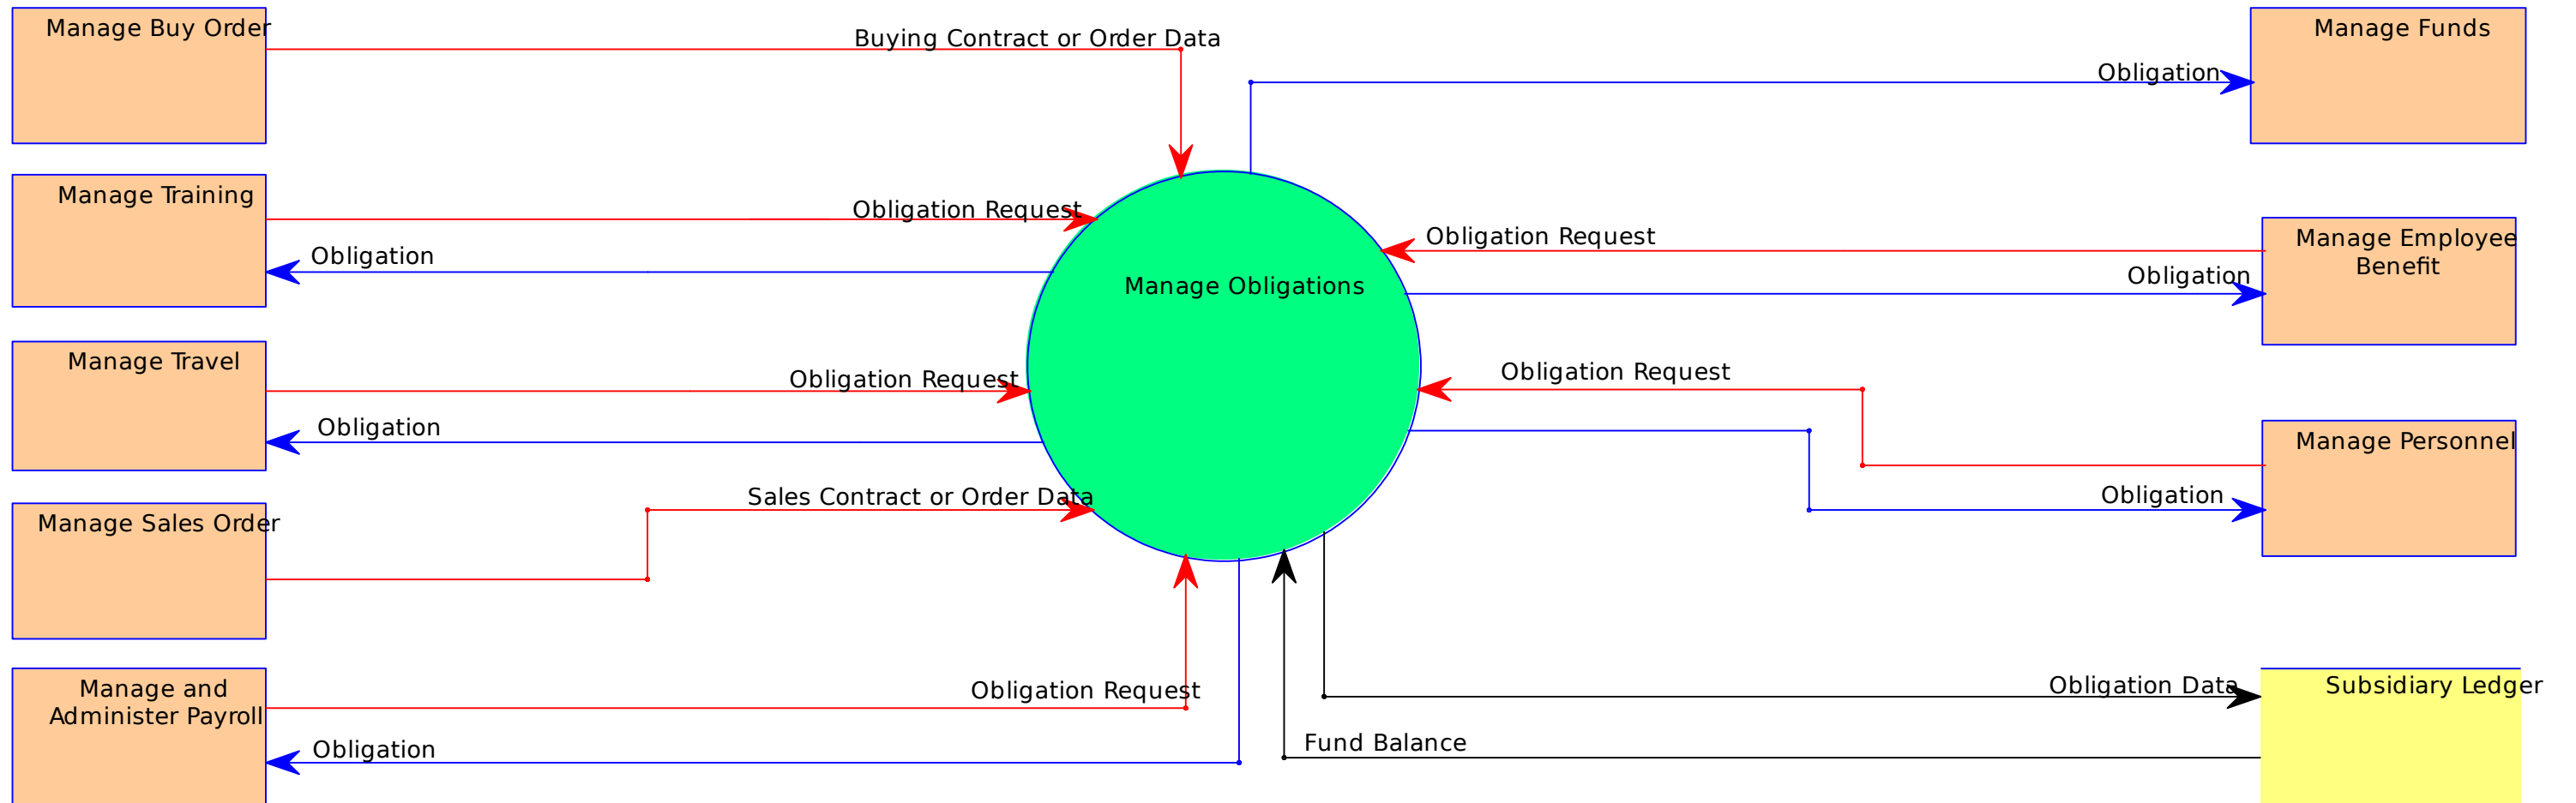 Manage Buy Order
Buying Contract or Order Data
Manage Funds
Obligation
Manage Training
Obligation Request
Obligation
Manage Obligations
Obligation Request
Manage Employee
Benefit
Obligation
Manage Travel
Obligation Request
Obligation
Obligation Request
Manage Personnel
Obligation
Manage Sales Order
Sales Contract or Order Data
Manage and
Administer Payroll
Obligation Request
Obligation
Obligation Data
Subsidiary Ledger
Fund Balance